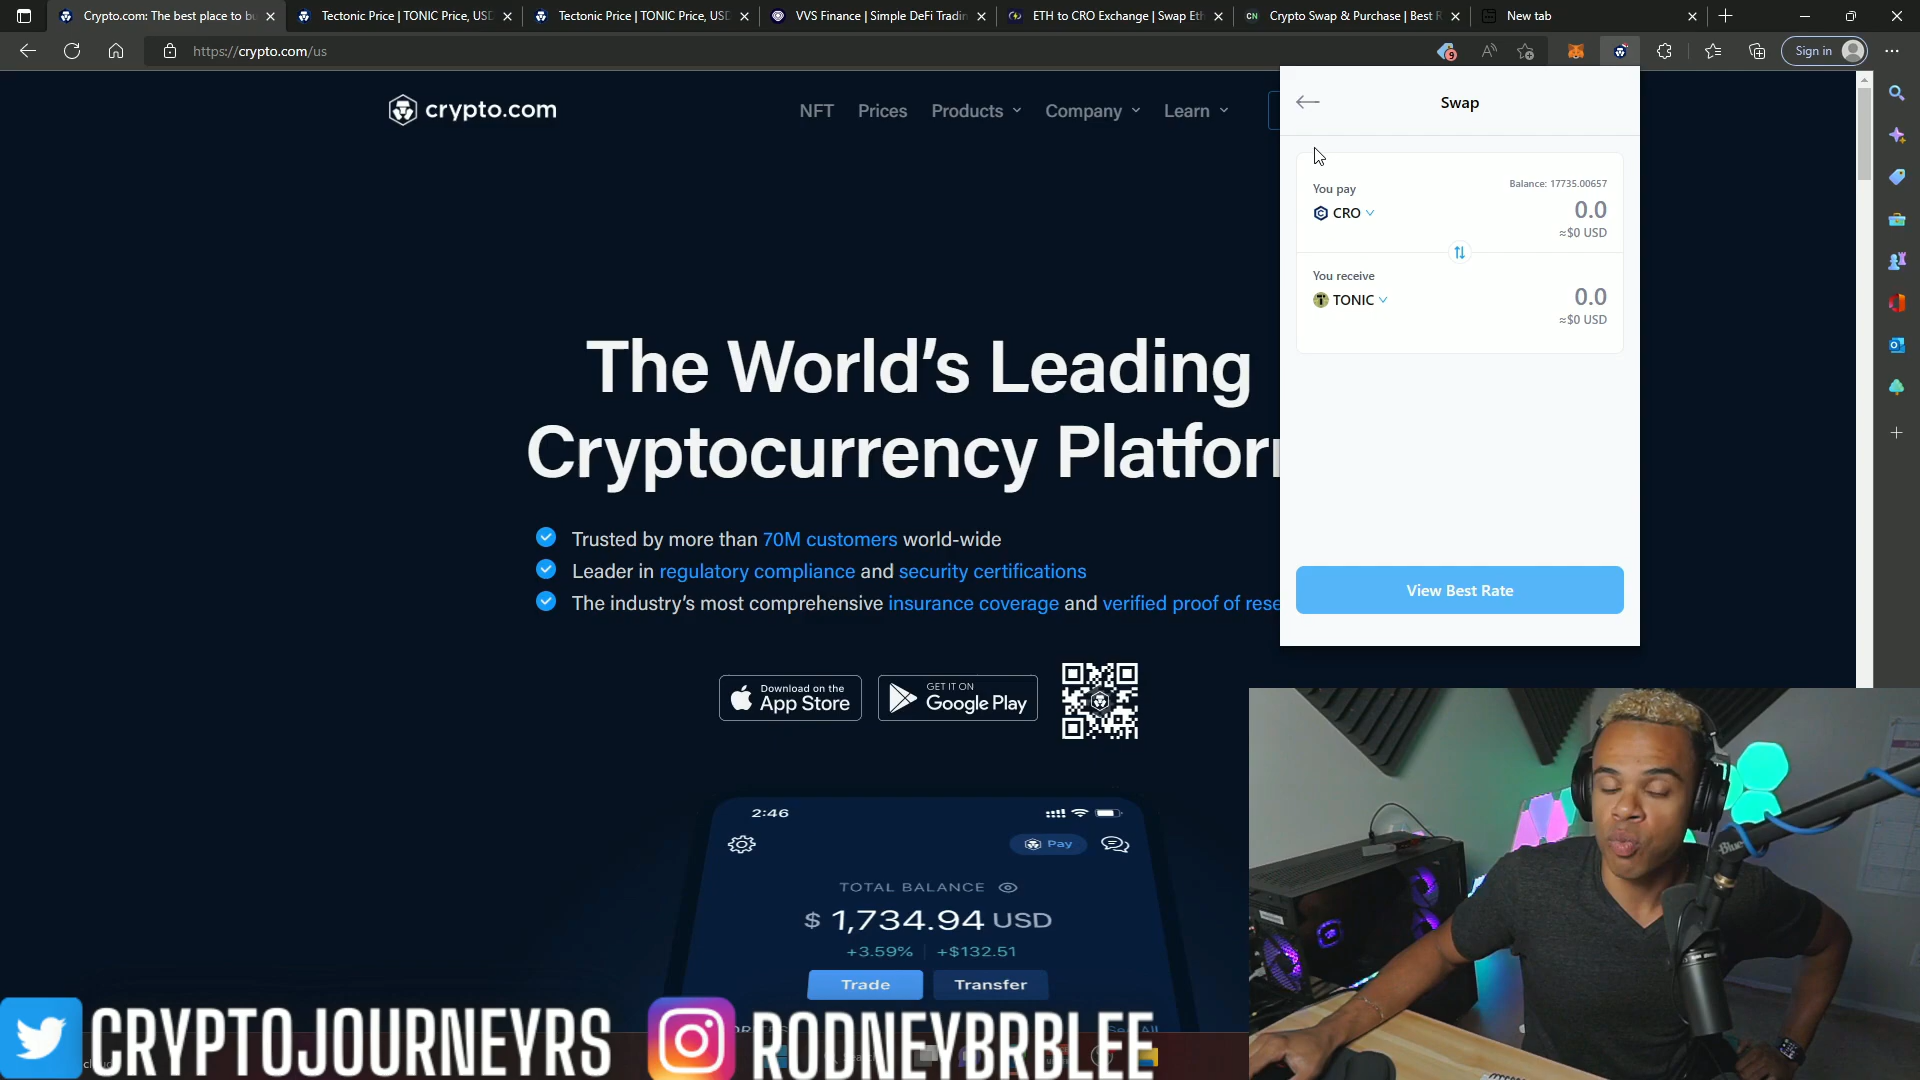 Crypto.com: The best place to bu
Tectonic Price | TONIC Price, USD
Tectonic Price | TONIC Price, USD
VVS Finance | Simple DeFi Tradin
ETH to CRO Exchange | Swap Eth
CN Crypto Swap & Purchase | Best R
New tab
https://crypto.com/us
9
Sign in
crypto.com
NFT Prices Products Company Learn
Swap
You pay
Balance: 17735.00657
CRO
0.0
≈$0 USD
You receive
TONIC
0.0
≈$0 USD
View Best Rate
The World's Leading
Cryptocurrency Platfor
Trusted by more than 70M customers world-wide
Leader in regulatory compliance and security certifications
The industry's most comprehensive insurance coverage and verified proof of rese
Download on the
App Store
GET IT ON
Google Play
2:46
Pay
TOTAL BALANCE
$ 1,734.94 USD
+3.59% +$132.51
Trade Transfer
See All
CRYPTOJOURNEYRS RODNEYBRBLEE
Blue